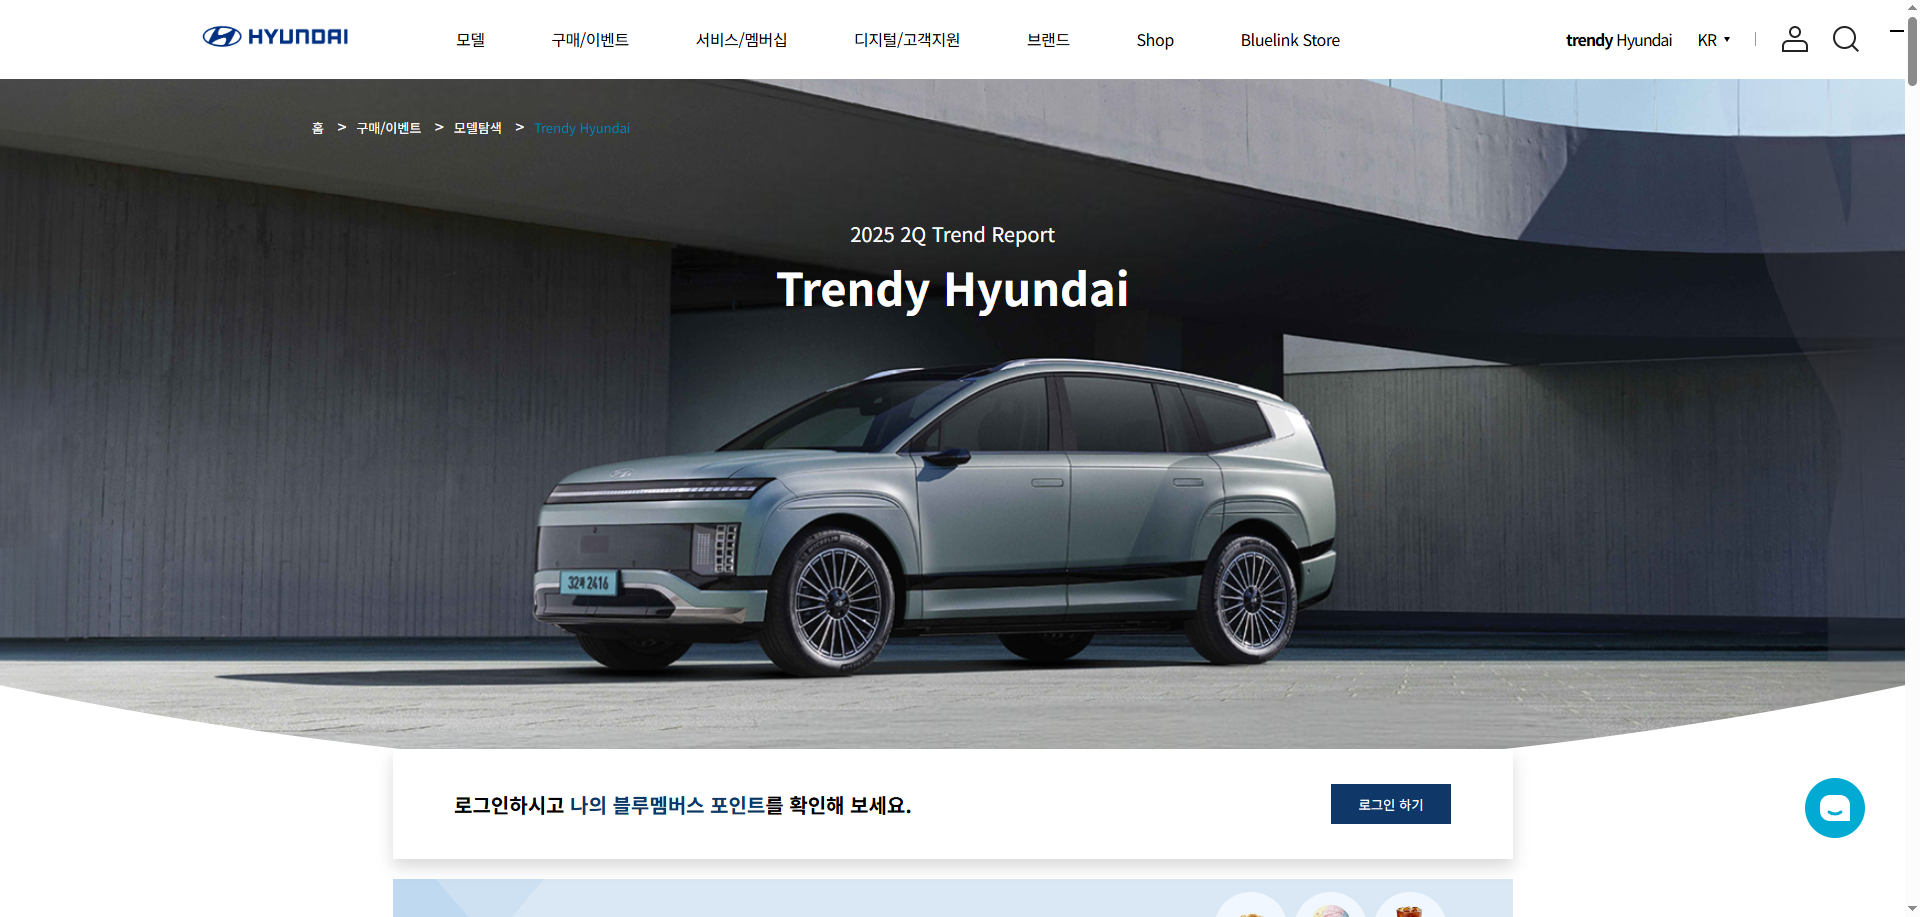 HYUNDAI
모델
구매/이벤트
서비스/멤버십
디지털/고객지원
브랜드
Shop
Bluelink Store
trendy Hyundai
KR
홈 > 구매/이벤트 > 모델탐색 > Trendy Hyundai
2025 2Q Trend Report
Trendy Hyundai
로그인하시고 나의 블루멤버스 포인트를 확인해 보세요.
로그인 하기